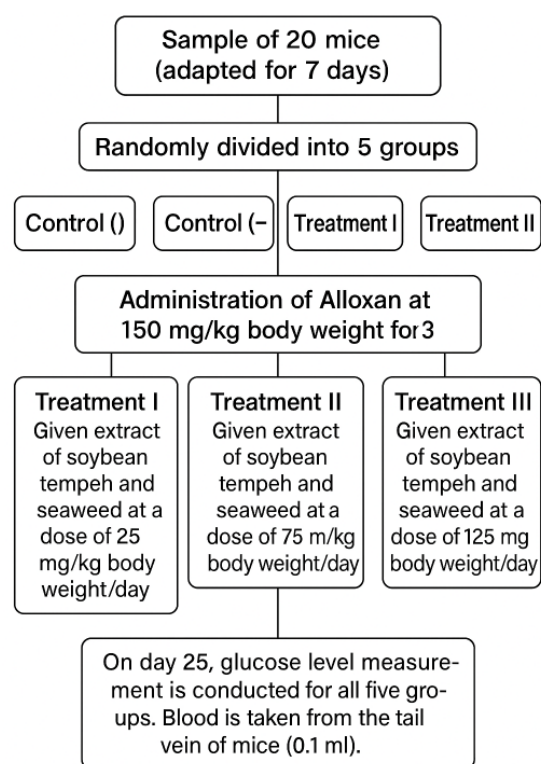 Sample of 20 mice
(adapted for 7 days)
Randomly divided into 5 groups
Control ()
Control (–
Treatment I
Treatment II
Administration of Alloxan at
150 mg/kg body weight for 3
Treatment I
Given extract
of soybean
tempeh and
seaweed at a
dose of 25
mg/kg body
weight/day
Treatment II
Given extract
of soybean
tempeh and
seaweed at a
dose of 75 m/kg
body weight/day
Treatment III
Given extract
of soybean
tempeh and
seaweed at a
dose of 125 mg
body weight/day
On day 25, glucose level measure-
ment is conducted for all five gro-
ups. Blood is taken from the tail
vein of mice (0.1 ml).